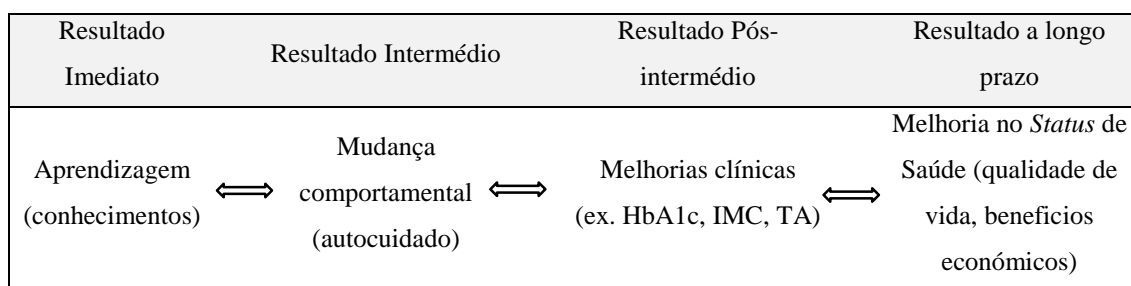 Resultado
Imediato
Resultado Intermédio
Resultado Pós-
intermédio
Resultado a longo
prazo
Aprendizagem
(conhecimentos)
Mudança
comportamental
(autocuidado)
Melhorias clínicas
(ex. HbA1c, IMC, TA)
Melhoria no Status de
Saúde (qualidade de
vida, beneficios
económicos)